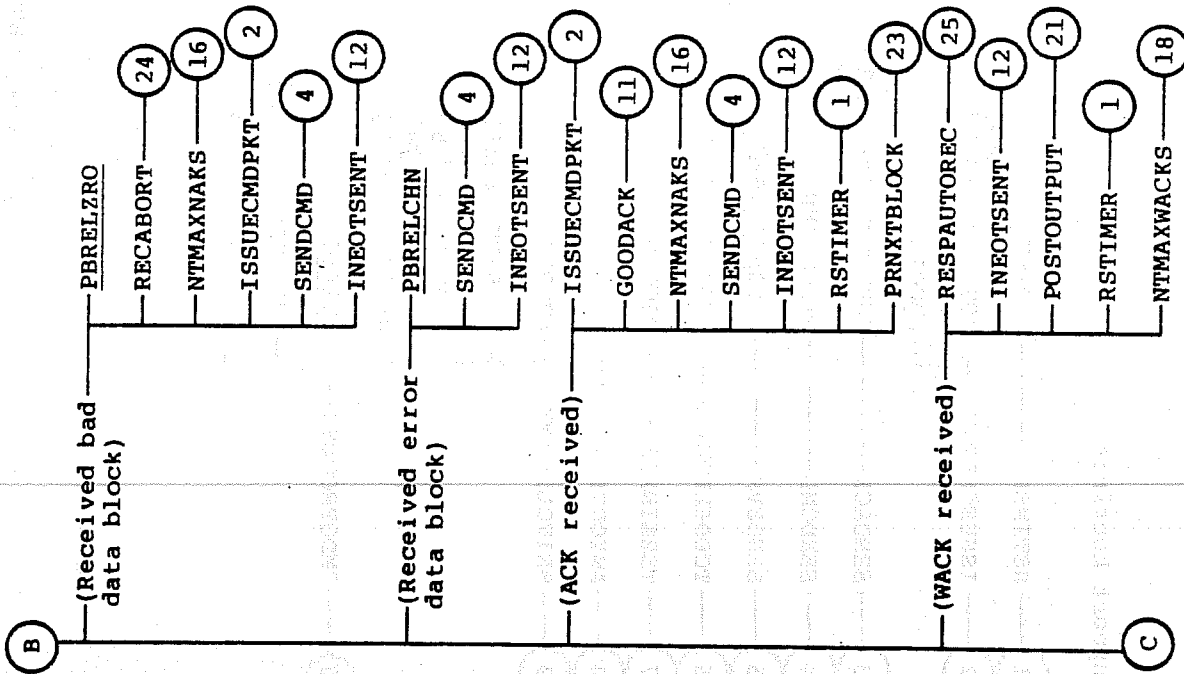 B
(Received bad
data block)
PBRELZRO
RECABORT 24
NTMAXNAKS 16
ISSUECMDPKT 2
SENDCMD 4
INEOTSENT 12
(Received error
data block)
PBRELCHN
SENDCMD 4
INEOTSENT 12
(ACK received)
ISSUECMDPKT 2
GOODACK 11
NTMAXNAKS 16
SENDCMD 4
INEOTSENT 12
RSTIMER 1
PRNXTBLOCK 23
(WACK received)
RESPAUTOREC 25
INEOTSENT 12
POSTOUTPUT 21
RSTIMER 1
NTMAXWACKS 18
C